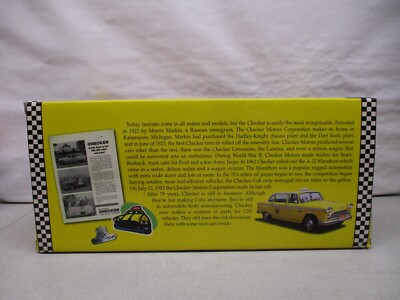 Today, taxicabs come in all makes and models, but the Checker is easily the most recognizable. Founded
in 1922 by Morris Markin, a Russian immigrant. The Checker Motors Corporation makes its home in
Kalamazoo, Michigan. Markin had purchased the Hadley-Knight chassis plant and the Dort body plant
and in June of 1923, the first Checker taxicab rolled off the assembly line. Checker Motors produced several
cars other than the taxi, there was the Checker Limousine, the Landau, and even a station wagon that
could be converted into an ambulance. During World War II, Checker Motors made trailers for Sears-
Roebuck, truck cabs for Ford and a few Army Jeeps. In 1962 Checker rolled out the A-12 Marathon which
came in a sedan, deluxe sedan and a wagon version. The Marathon was a popular rugged automobile
with extra wide doors and lots of room. In the 70's when oil prices began to rise, the competition began
buying smaller, more fuel-efficient vehicles, the Checker Cab only averaged eleven miles to the gallon.
On July 12, 1982 the Checker Motors Corporation made its last cab.
After 79 years, Checker is still in business. Although
they're not making Cabs anymore, they're still
in automobile body manufacturing. Checker
now makes a number of parts for GM
vehicles. They still have the old showroom
there with some neat cars inside.
CHECKER
CHECKER